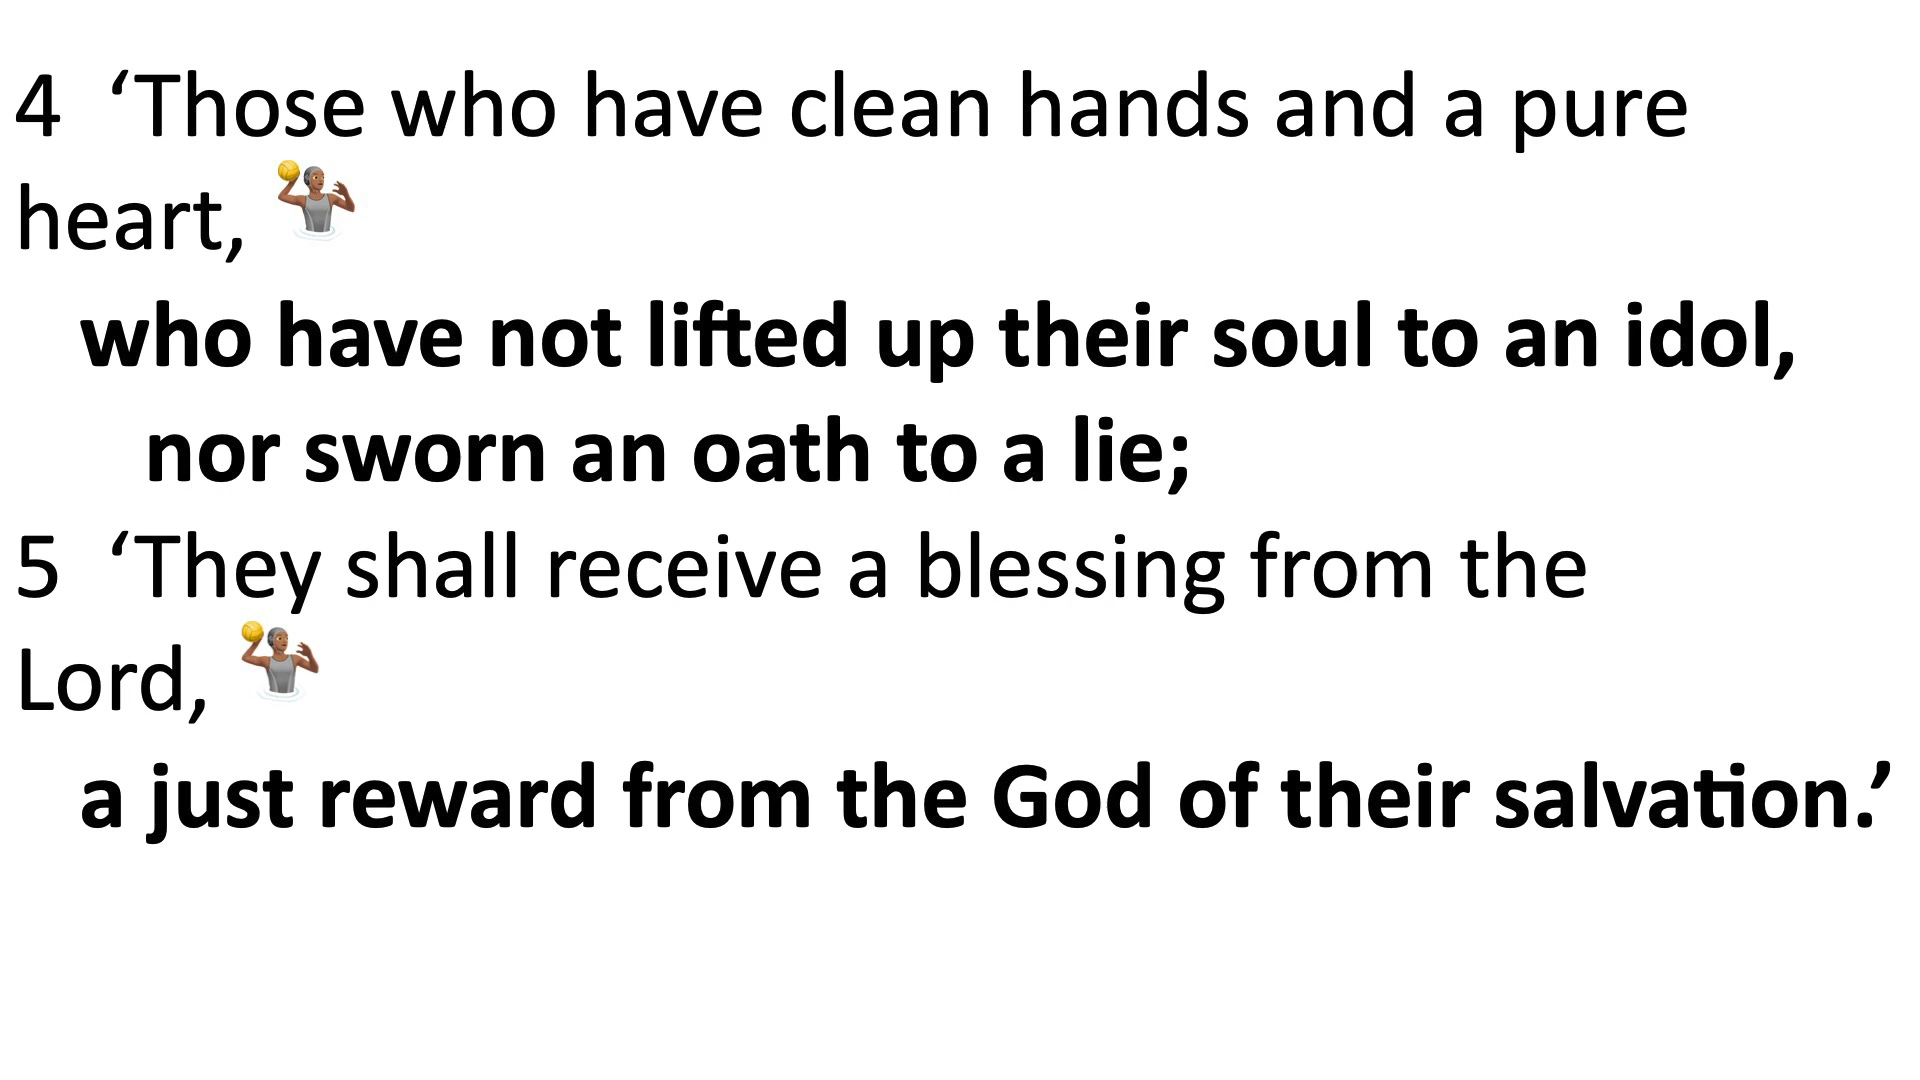 4 ‘Those who have clean hands and a pure
heart, 🤽🏾‍♀️
who have not lifted up their soul to an idol,
nor sworn an oath to a lie;
5 ‘They shall receive a blessing from the
Lord, 🤽🏾‍♀️
a just reward from the God of their salvation.’